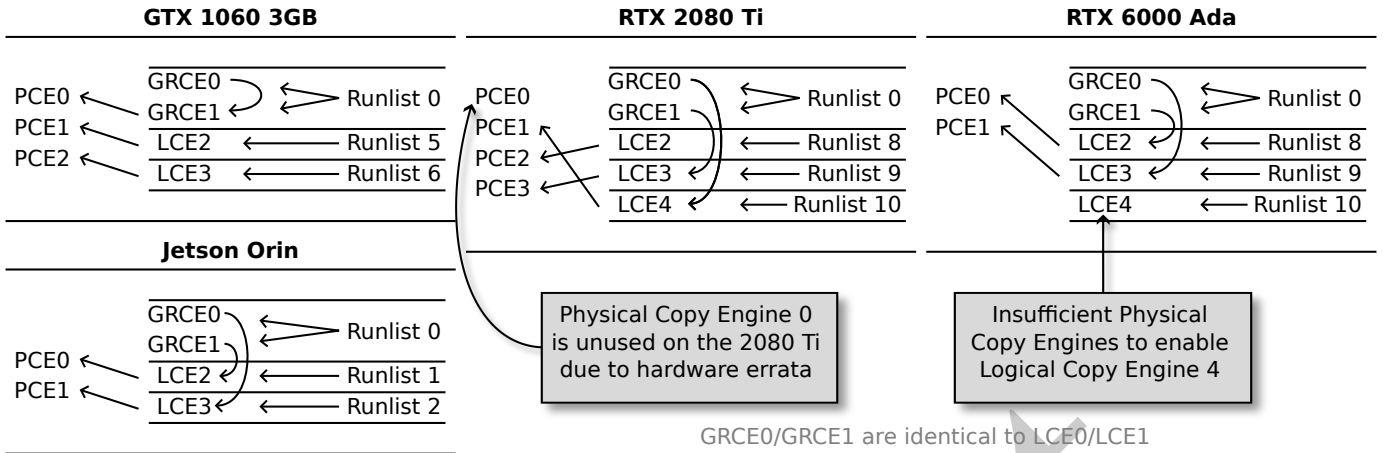 GTX 1060 3GB
PCE0
PCE1
PCE2
GRCE0
GRCE1
LCE2
LCE3
Runlist 0
Runlist 5
Runlist 6
RTX 2080 Ti
PCE0
PCE1
PCE2
PCE3
GRCE0
GRCE1
LCE2
LCE3
LCE4
Runlist 0
Runlist 8
Runlist 9
Runlist 10
RTX 6000 Ada
PCE0
PCE1
GRCE0
GRCE1
LCE2
LCE3
LCE4
Runlist 0
Runlist 8
Runlist 9
Runlist 10
Jetson Orin
PCE0
PCE1
GRCE0
GRCE1
LCE2
LCE3
Runlist 0
Runlist 1
Runlist 2
Physical Copy Engine 0
is unused on the 2080 Ti
due to hardware errata
Insufficient Physical
Copy Engines to enable
Logical Copy Engine 4
GRCE0/GRCE1 are identical to LCE0/LCE1